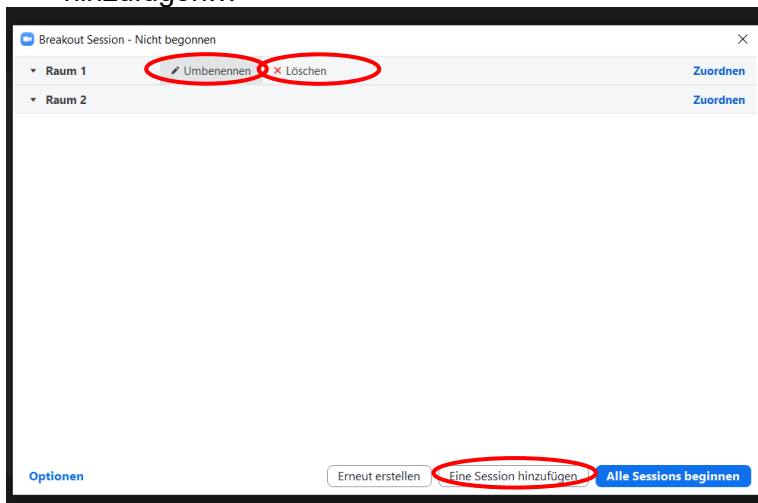 hinzufügen...
Breakout Session - Nicht begonnen
Raum 1 Umbenennen Löschen Zuordnen
Raum 2 Zuordnen
Optionen Erneut erstellen Eine Session hinzufügen Alle Sessions beginnen